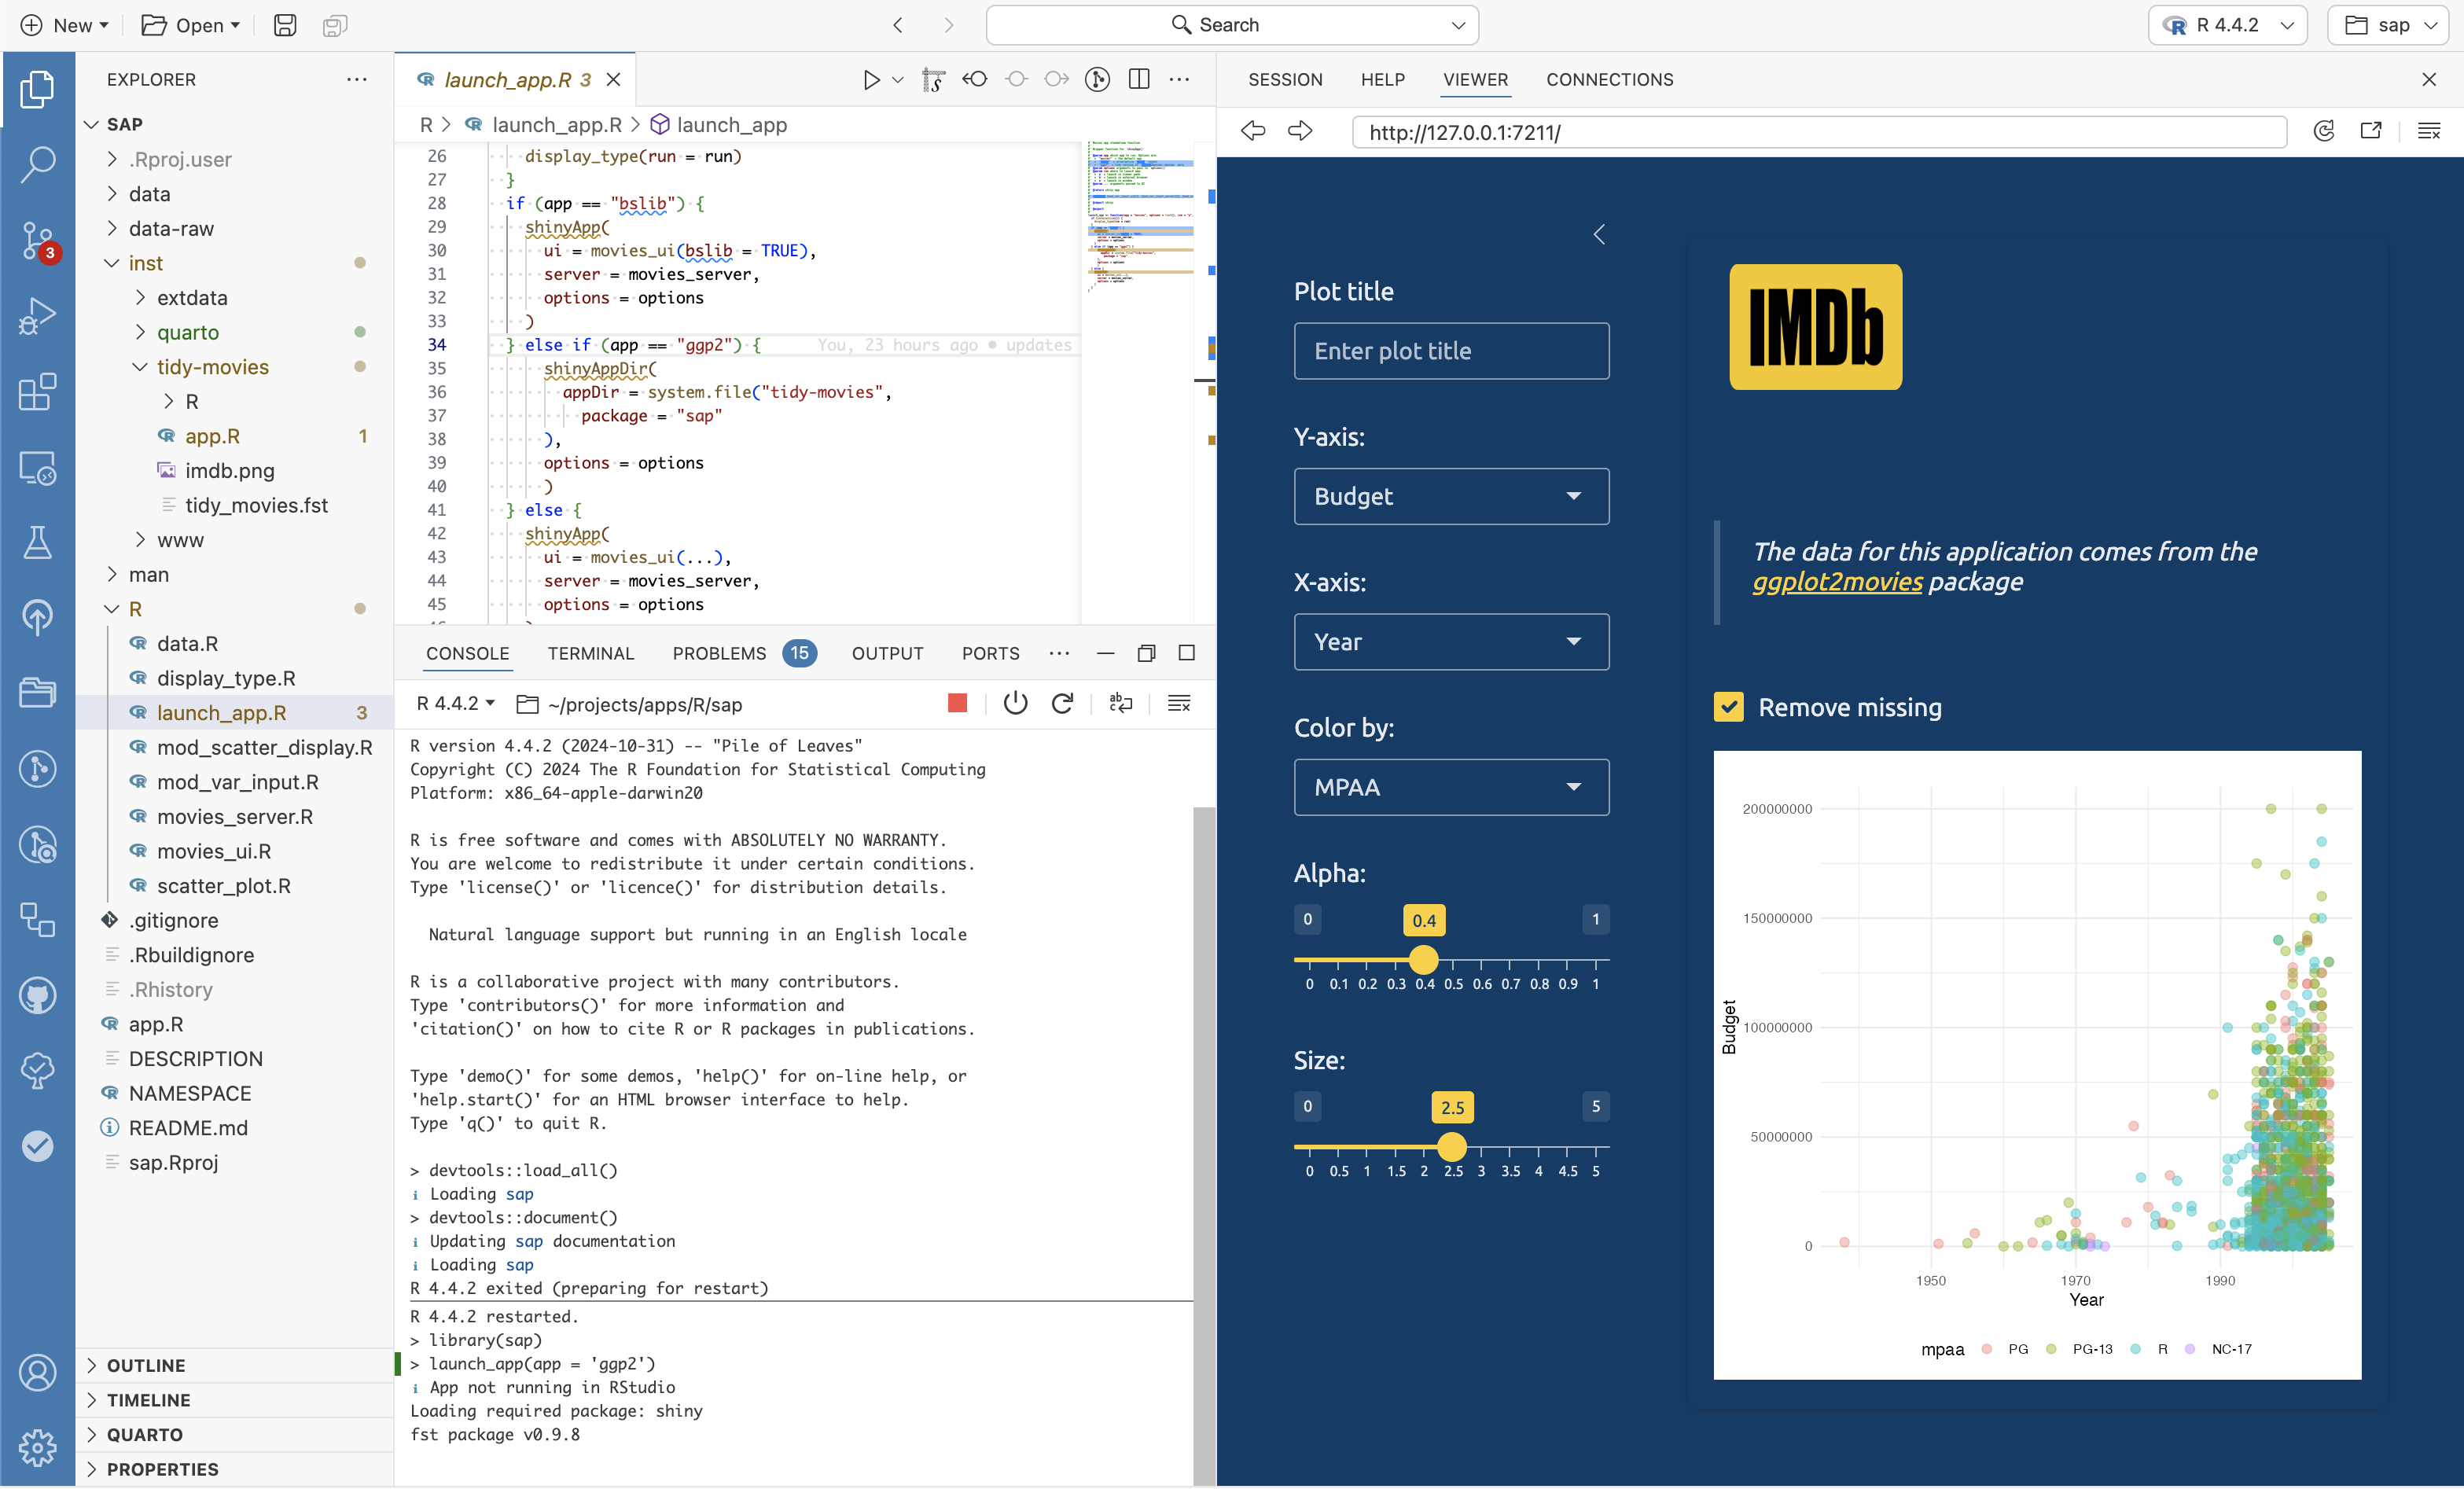 New
Open
Search
R 4.4.2
sap
EXPLORER
SAP
.Rproj.user
data
data-raw
inst
extdata
quarto
tidy-movies
R
app.R 1
imdb.png
tidy_movies.fst
www
man
R
data.R
display_type.R
launch_app.R 3
mod_scatter_display.R
mod_var_input.R
movies_server.R
movies_ui.R
scatter_plot.R
.gitignore
.Rbuildignore
.Rhistory
app.R
DESCRIPTION
NAMESPACE
README.md
sap.Rproj
OUTLINE
TIMELINE
QUARTO
PROPERTIES
3
launch_app.R 3
R > launch_app.R > launch_app
26 display_type(run = run)
27 }
28 if (app == "bslib") {
29 shinyApp(
30 ui = movies_ui(bslib = TRUE),
31 server = movies_server,
32 options = options
33 )
34 } else if (app == "ggp2") { You, 23 hours ago • updates
35 shinyAppDir(
36 appDir = system.file("tidy-movies",
37 package = "sap"
38 ),
39 options = options
40 )
41 } else {
42 shinyApp(
43 ui = movies_ui(...),
44 server = movies_server,
45 options = options
CONSOLE TERMINAL PROBLEMS 15 OUTPUT PORTS
R 4.4.2 ~/projects/apps/R/sap
R version 4.4.2 (2024-10-31) -- "Pile of Leaves"
Copyright (C) 2024 The R Foundation for Statistical Computing
Platform: x86_64-apple-darwin20
R is free software and comes with ABSOLUTELY NO WARRANTY.
You are welcome to redistribute it under certain conditions.
Type 'license()' or 'licence()' for distribution details.
Natural language support but running in an English locale
R is a collaborative project with many contributors.
Type 'contributors()' for more information and
'citation()' on how to cite R or R packages in publications.
Type 'demo()' for some demos, 'help()' for on-line help, or
'help.start()' for an HTML browser interface to help.
Type 'q()' to quit R.
> devtools::load_all()
ℹ Loading sap
> devtools::document()
ℹ Updating sap documentation
ℹ Loading sap
R 4.4.2 exited (preparing for restart)
R 4.4.2 restarted.
> library(sap)
> launch_app(app = 'ggp2')
ℹ App not running in RStudio
Loading required package: shiny
fst package v0.9.8
SESSION HELP VIEWER CONNECTIONS
http://127.0.0.1:7211/
Plot title
Enter plot title
Y-axis:
Budget
X-axis:
Year
Color by:
MPAA
Alpha:
0 0.4 1
0 0.1 0.2 0.3 0.4 0.5 0.6 0.7 0.8 0.9 1
Size:
0 2.5 5
0 0.5 1 1.5 2 2.5 3 3.5 4 4.5 5
IMDb
The data for this application comes from the
ggplot2movies package
Remove missing
200000000
150000000
100000000
50000000
0
Budget
1950 1970 1990
Year
mpaa PG PG-13 R NC-17